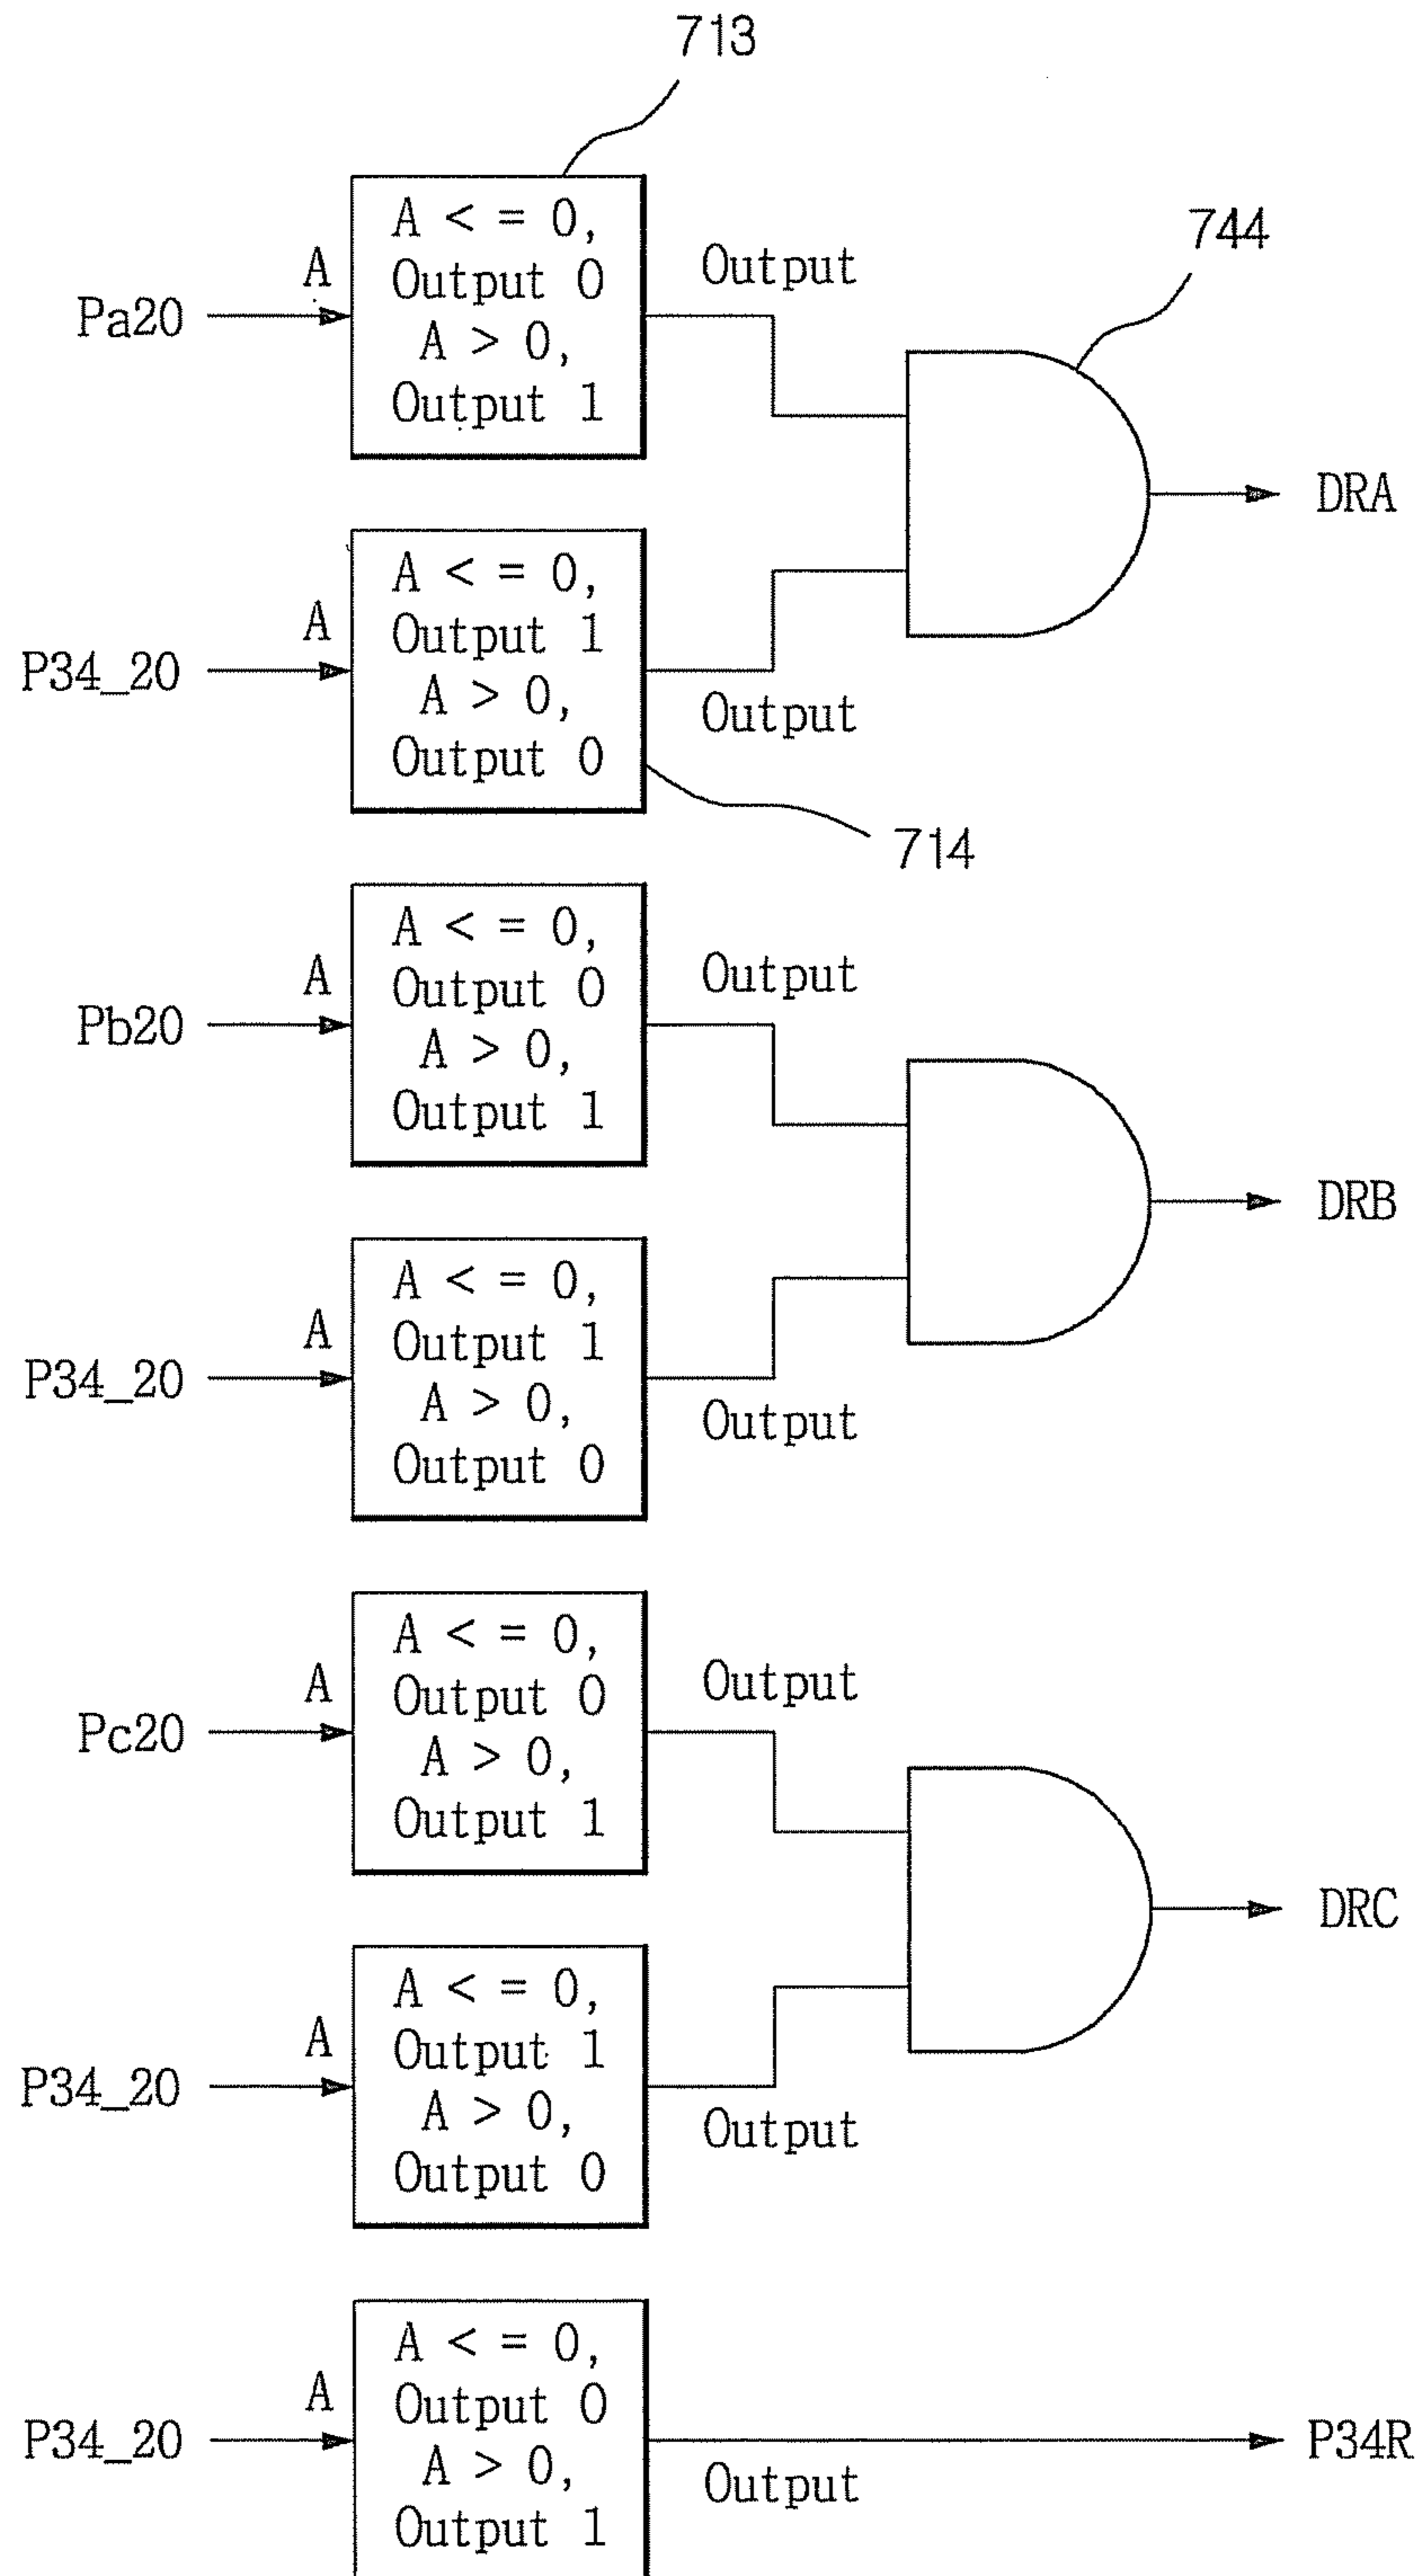 713
A < = 0,
Output 0
A > 0,
Output 1
A
Pa20
Output
744
DRA
A < = 0,
Output 1
A > 0,
Output 0
A
P34_20
Output
714
A < = 0,
Output 0
A > 0,
Output 1
A
Pb20
Output
DRB
A < = 0,
Output 1
A > 0,
Output 0
A
P34_20
Output
A < = 0,
Output 0
A > 0,
Output 1
A
Pc20
Output
DRC
A < = 0,
Output 1
A > 0,
Output 0
A
P34_20
Output
A < = 0,
Output 0
A > 0,
Output 1
A
P34_20
Output
P34R